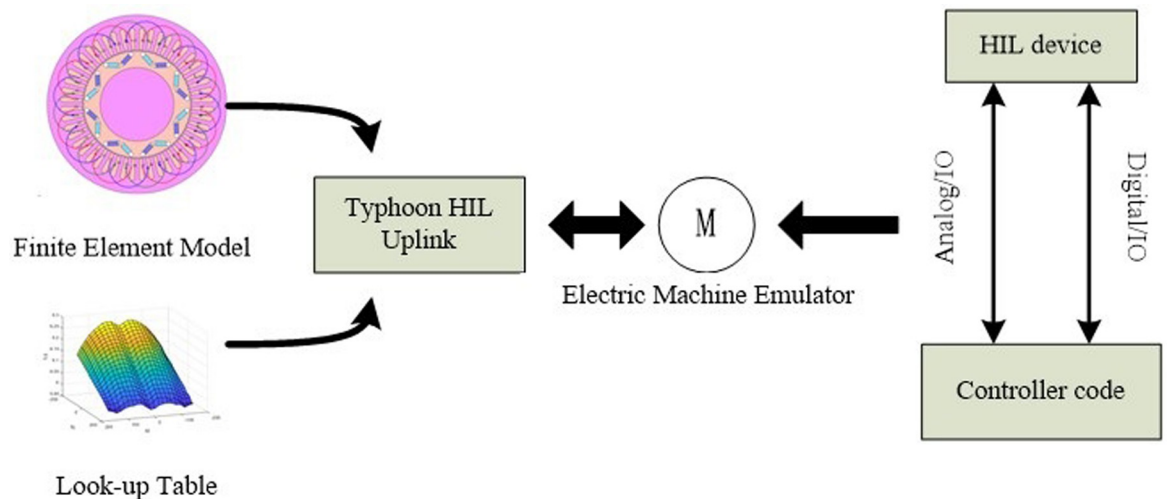 HIL device
Typhoon HIL
Uplink
M
Analog/IO
Digital/IO
Finite Element Model
Electric Machine Emulator
Controller code
Look-up Table